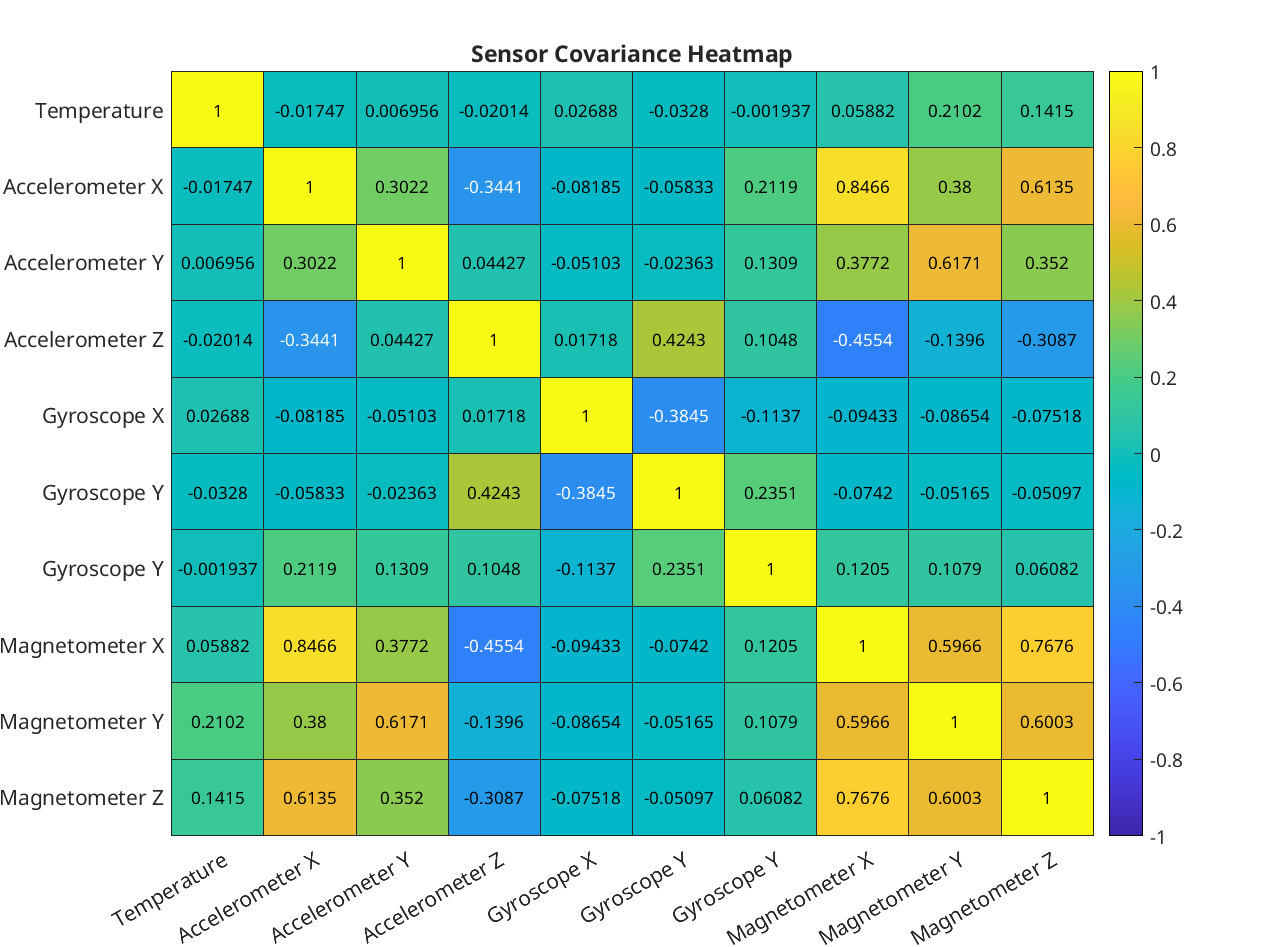 Sensor Covariance Heatmap
Temperature 1 -0.01747 0.006956 -0.02014 0.02688 -0.0328 -0.001937 0.05882 0.2102 0.1415
Accelerometer X -0.01747 1 0.3022 -0.3441 -0.08185 -0.05833 0.2119 0.8466 0.38 0.6135
Accelerometer Y 0.006956 0.3022 1 0.04427 -0.05103 -0.02363 0.1309 0.3772 0.6171 0.352
Accelerometer Z -0.02014 -0.3441 0.04427 1 0.01718 0.4243 0.1048 -0.4554 -0.1396 -0.3087
Gyroscope X 0.02688 -0.08185 -0.05103 0.01718 1 -0.3845 -0.1137 -0.09433 -0.08654 -0.07518
Gyroscope Y -0.0328 -0.05833 -0.02363 0.4243 -0.3845 1 0.2351 -0.0742 -0.05165 -0.05097
Gyroscope Y -0.001937 0.2119 0.1309 0.1048 -0.1137 0.2351 1 0.1205 0.1079 0.06082
Magnetometer X 0.05882 0.8466 0.3772 -0.4554 -0.09433 -0.0742 0.1205 1 0.5966 0.7676
Magnetometer Y 0.2102 0.38 0.6171 -0.1396 -0.08654 -0.05165 0.1079 0.5966 1 0.6003
Magnetometer Z 0.1415 0.6135 0.352 -0.3087 -0.07518 -0.05097 0.06082 0.7676 0.6003 1
Temperature
Accelerometer X
Accelerometer Y
Accelerometer Z
Gyroscope X
Gyroscope Y
Gyroscope Y
Magnetometer X
Magnetometer Y
Magnetometer Z
1
0.8
0.6
0.4
0.2
0
-0.2
-0.4
-0.6
-0.8
-1